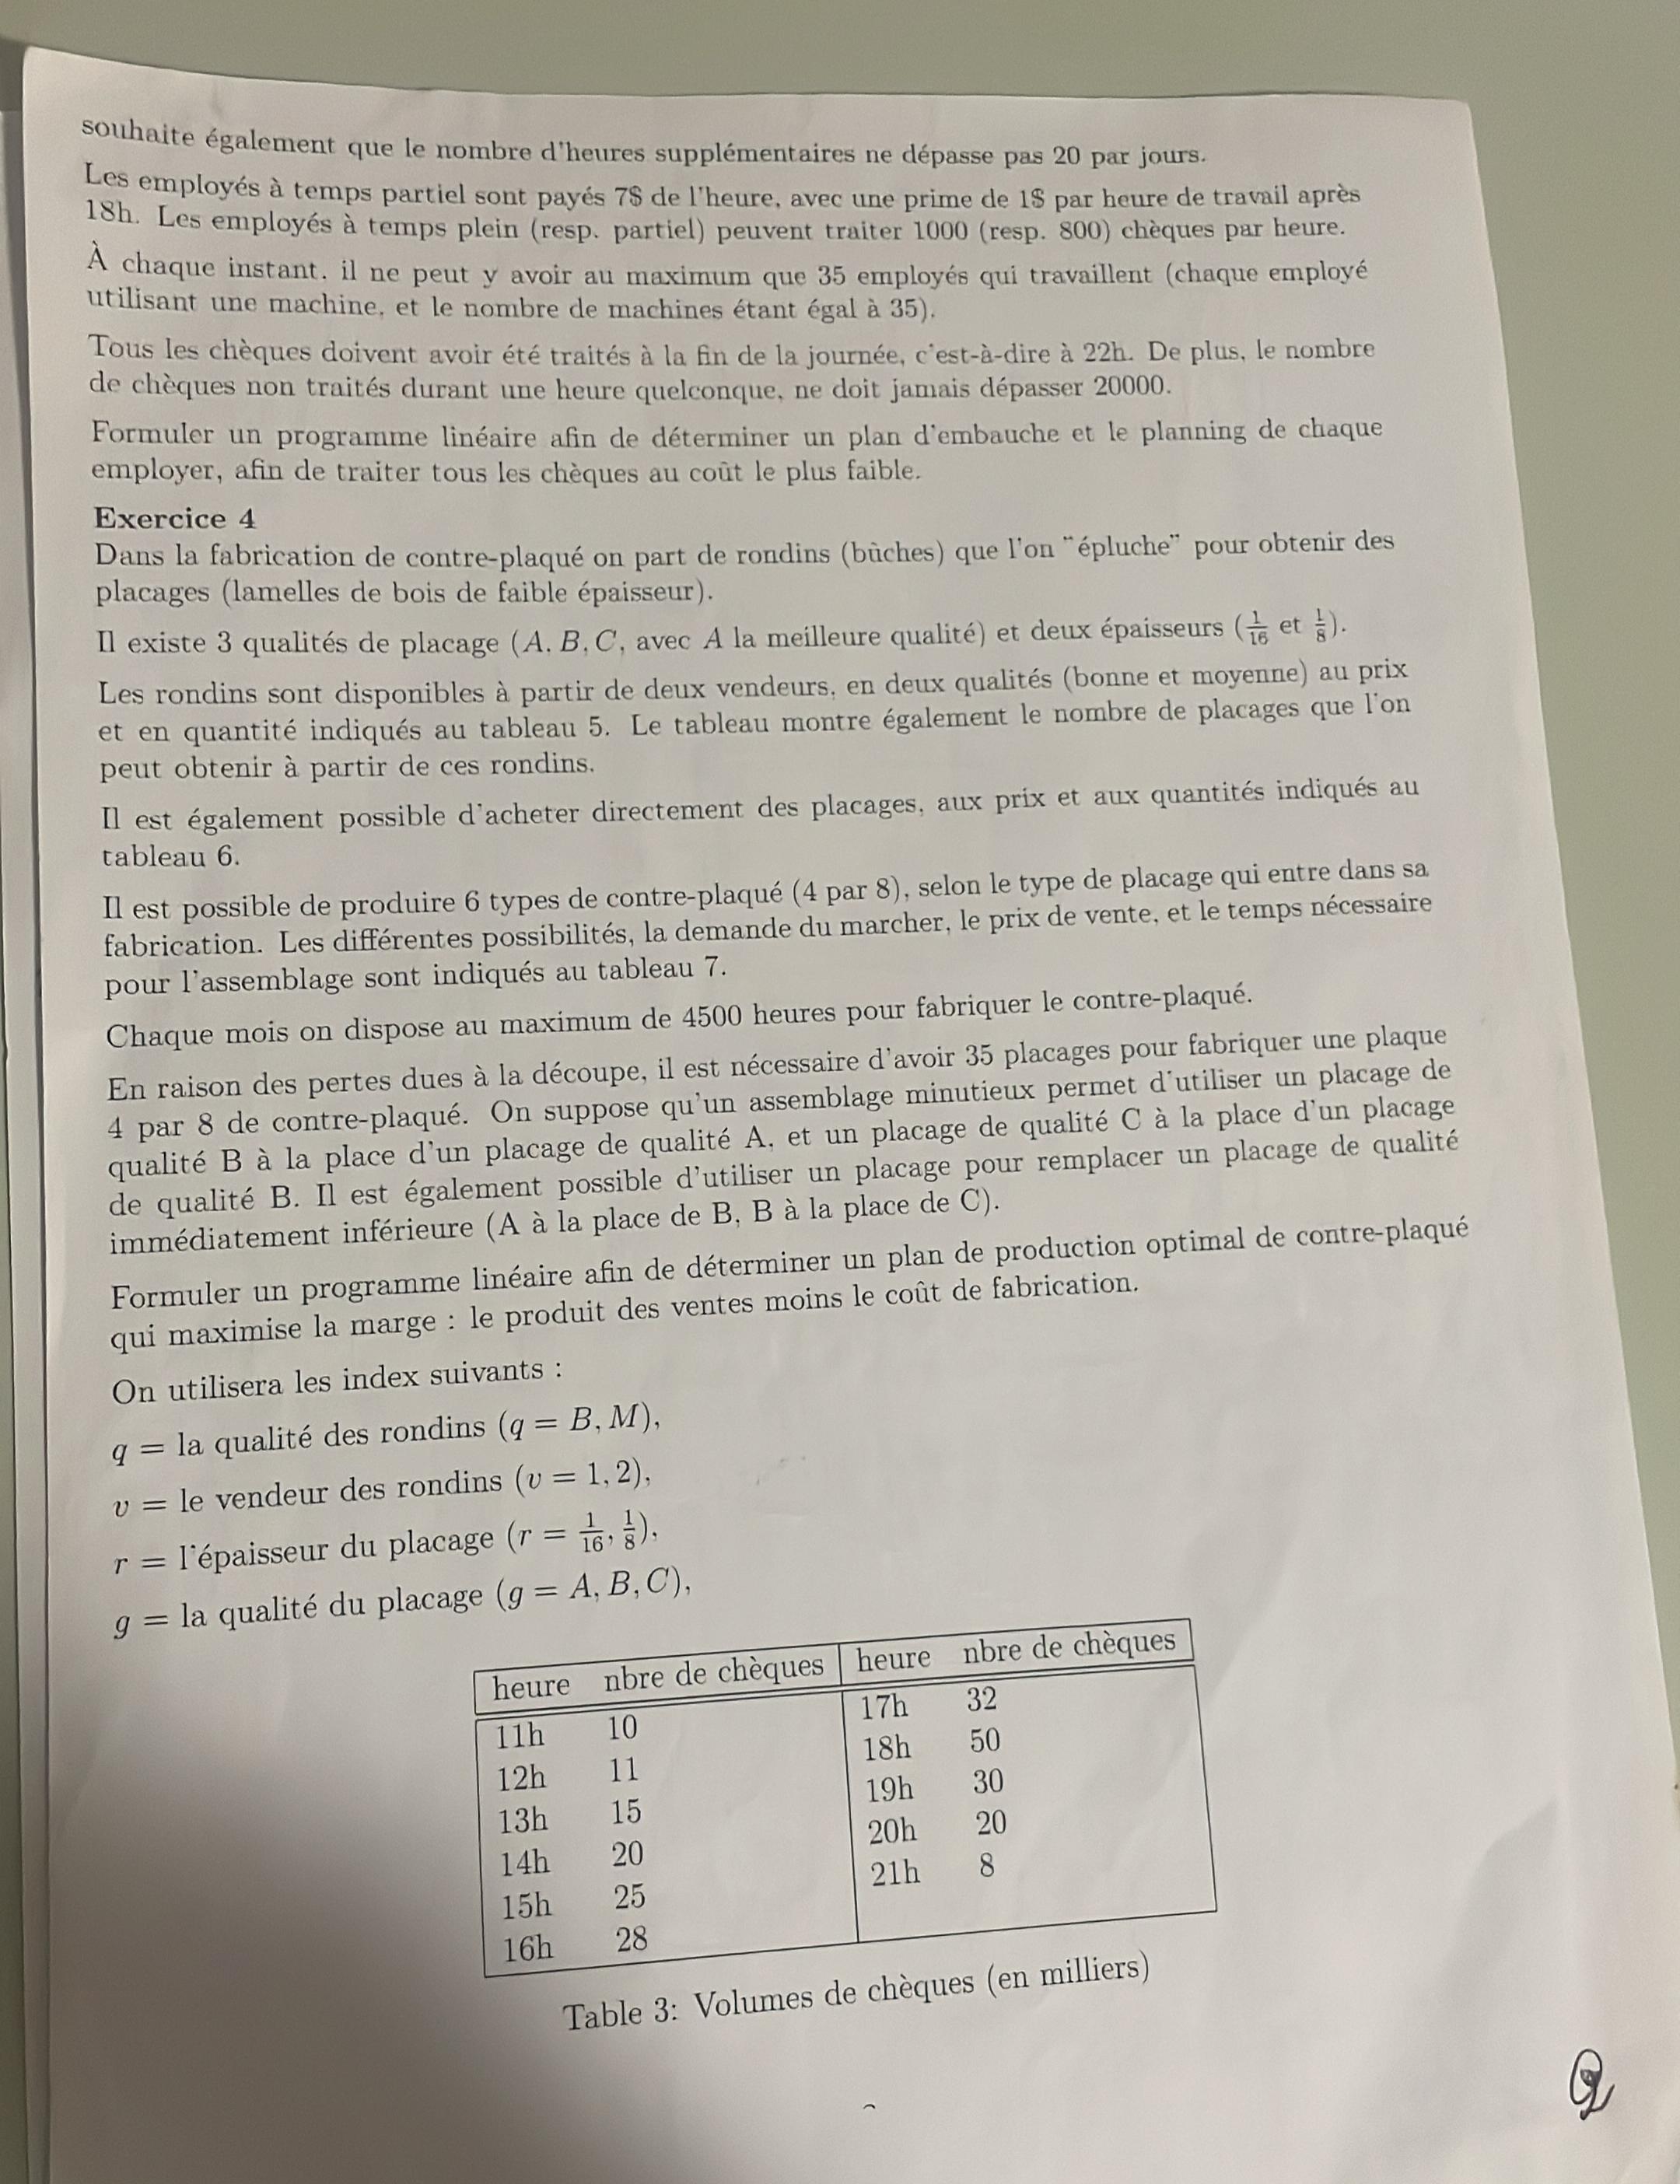 souhaite également que le nombre d'heures supplémentaires ne dépasse pas 20 par jours.
Les employés à temps partiel sont payés 7$ de l'heure, avec une prime de 1$ par heure de travail après
18h. Les employés à temps plein (resp. partiel) peuvent traiter 1000 (resp. 800) chèques par heure.
À chaque instant, il ne peut y avoir au maximum que 35 employés qui travaillent (chaque employé
utilisant une machine, et le nombre de machines étant égal à 35).
Tous les chèques doivent avoir été traités à la fin de la journée, c'est-à-dire à 22h. De plus, le nombre
de chèques non traités durant une heure quelconque, ne doit jamais dépasser 20000.
Formuler un programme linéaire afin de déterminer un plan d'embauche et le planning de chaque
employer, afin de traiter tous les chèques au coût le plus faible.
Exercice 4
Dans la fabrication de contre-plaqué on part de rondins (bûches) que l'on "épluche" pour obtenir des
placages (lamelles de bois de faible épaisseur).
Il existe 3 qualités de placage (A, B, C, avec A la meilleure qualité) et deux épaisseurs (1/16 et 1/8).
Les rondins sont disponibles à partir de deux vendeurs, en deux qualités (bonne et moyenne) au prix
et en quantité indiqués au tableau 5. Le tableau montre également le nombre de placages que l'on
peut obtenir à partir de ces rondins.
Il est également possible d'acheter directement des placages, aux prix et aux quantités indiqués au
tableau 6.
Il est possible de produire 6 types de contre-plaqué (4 par 8), selon le type de placage qui entre dans sa
fabrication. Les différentes possibilités, la demande du marcher, le prix de vente, et le temps nécessaire
pour l'assemblage sont indiqués au tableau 7.
Chaque mois on dispose au maximum de 4500 heures pour fabriquer le contre-plaqué.
En raison des pertes dues à la découpe, il est nécessaire d'avoir 35 placages pour fabriquer une plaque
4 par 8 de contre-plaqué. On suppose qu'un assemblage minutieux permet d'utiliser un placage de
qualité B à la place d'un placage de qualité A, et un placage de qualité C à la place d'un placage
de qualité B. Il est également possible d'utiliser un placage pour remplacer un placage de qualité
immédiatement inférieure (A à la place de B, B à la place de C).
Formuler un programme linéaire afin de déterminer un plan de production optimal de contre-plaqué
qui maximise la marge : le produit des ventes moins le coût de fabrication.
On utilisera les index suivants :
q = la qualité des rondins (q = B, M),
v = le vendeur des rondins (v = 1, 2),
r = l'épaisseur du placage (r = 1/16, 1/8),
g = la qualité du placage (g = A, B, C),
heure nbre de chèques heure nbre de chèques
11h 10 17h 32
12h 11 18h 50
13h 15 19h 30
14h 20 20h 20
15h 25 21h 8
16h 28
Table 3: Volumes de chèques (en milliers)